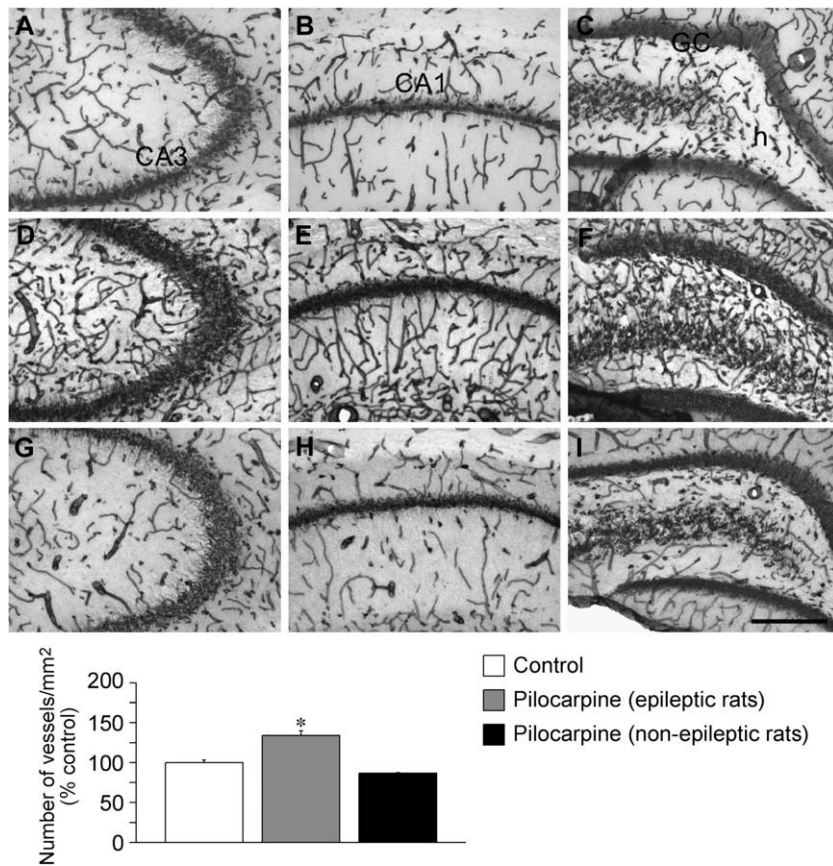 A
B
C
CA3
CA1
GC
h
D
E
F
G
H
I
Number of vessels/mm²
(% control)
200
150
100
50
0
*
Control
Pilocarpine (epileptic rats)
Pilocarpine (non-epileptic rats)